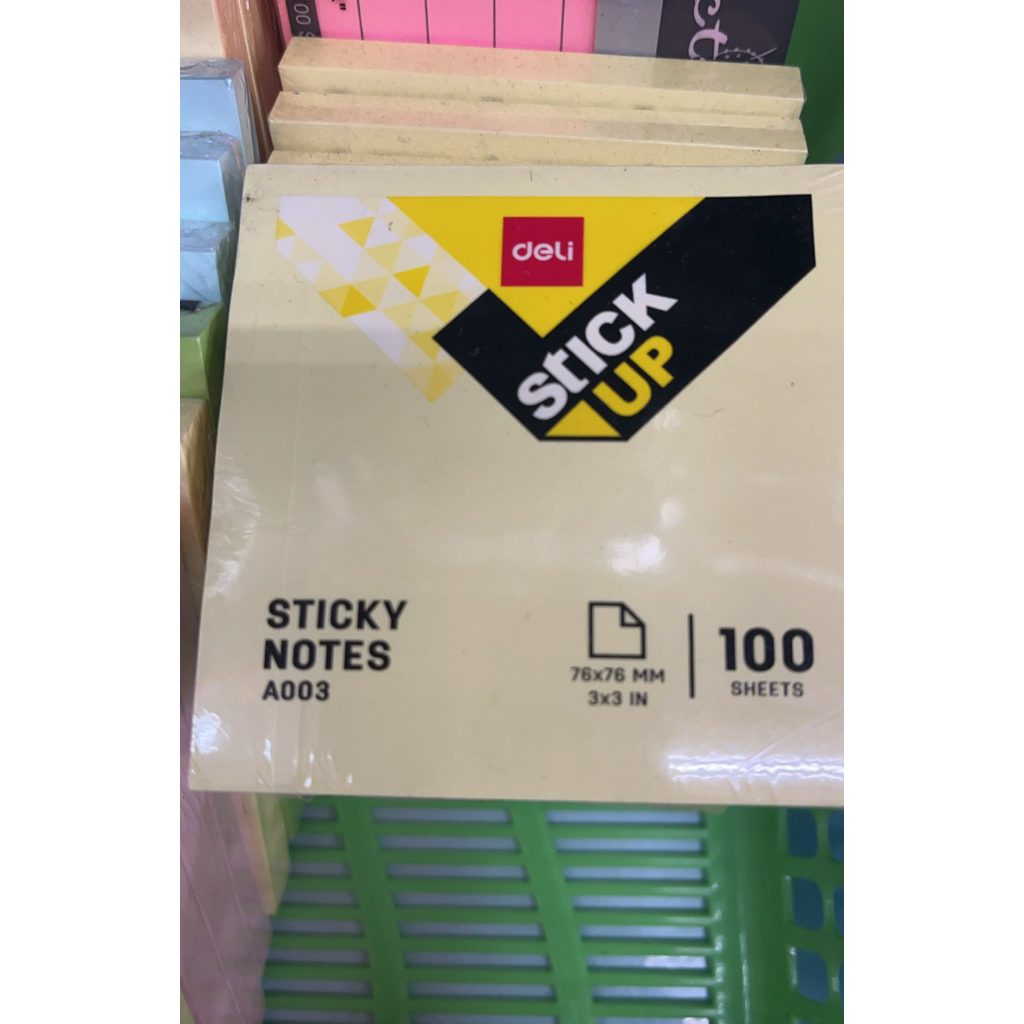 deli
STICK
UP
STICKY
NOTES
A003
76x76 MM
3x3 IN
100
SHEETS